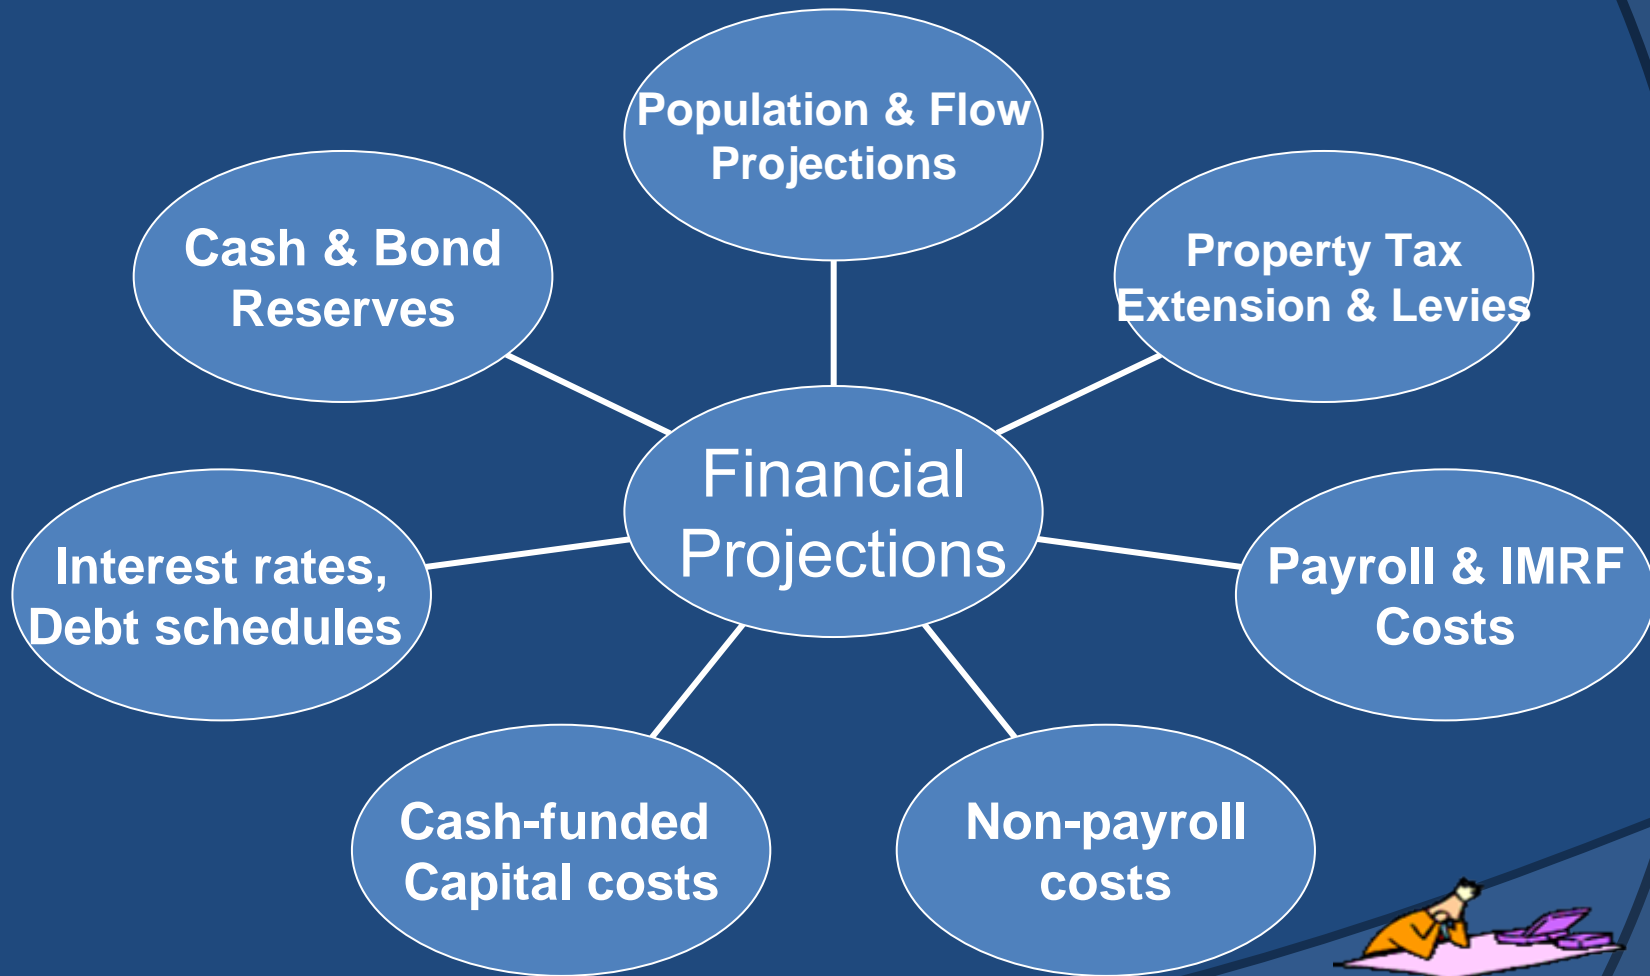 Population & Flow
Projections
Cash & Bond
Reserves
Property Tax
Extension & Levies
Financial
Projections
Interest rates,
Debt schedules
Payroll & IMRF
Costs
Cash-funded
Capital costs
Non-payroll
costs